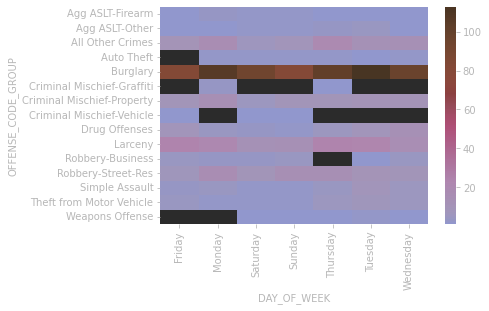 OFFENSE_CODE_GROUP
Agg ASLT-Firearm
Agg ASLT-Other
All Other Crimes
Auto Theft
Burglary
Criminal Mischief-Graffiti
Criminal Mischief-Property
Criminal Mischief-Vehicle
Drug Offenses
Larceny
Robbery-Business
Robbery-Street-Res
Simple Assault
Theft from Motor Vehicle
Weapons Offense
Friday
Monday
Saturday
Sunday
Thursday
Tuesday
Wednesday
DAY_OF_WEEK
100
80
60
40
20